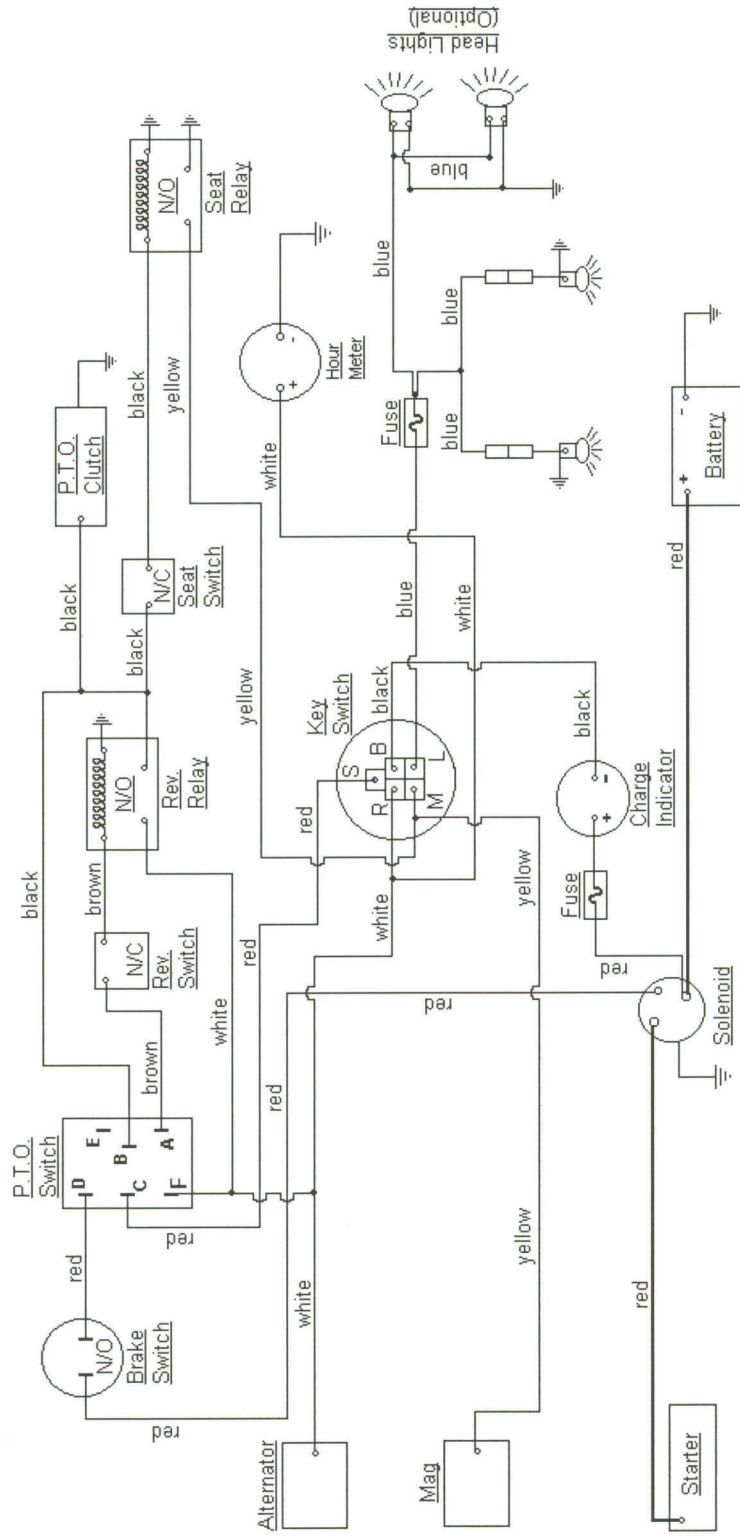 P.T.O.
Switch
D
E
B
C
A
F
red
N/O
Brake
Switch
red
red
brown
N/C
Rev.
Switch
brown
N/O
Rev.
Relay
black
white
black
P.T.O.
Clutch
black
N/C
Seat
Switch
black
yellow
N/O
Seat
Relay
red
red
red
yellow
Key
Switch
S
R
B
M
L
black
blue
white
white
+
-
Hour
Meter
white
Fuse
blue
blue
blue
blue
Head Lights
(Optional)
Alternator
white
Mag
yellow
yellow
black
+
-
Charge
Indicator
Fuse
red
red
Solenoid
red
+
-
Battery
red
Starter